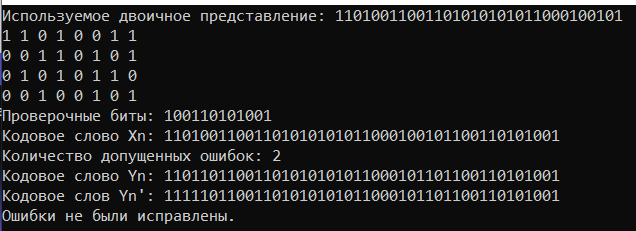 Используемое двоичное представление: 11010011001101010101011000100101
1 1 0 1 0 0 1 1
0 0 1 1 0 1 0 1
0 1 0 1 0 1 1 0
0 0 1 0 0 1 0 1
Проверочные биты: 100110101001
Кодовое слово Xn: 11010011001101010101011000100101100110101001
Количество допущенных ошибок: 2
Кодовое слово Yn: 11011011001101010101011000101101100110101001
Кодовое слов Yn': 11111011001101010101011000101101100110101001
Ошибки не были исправлены.